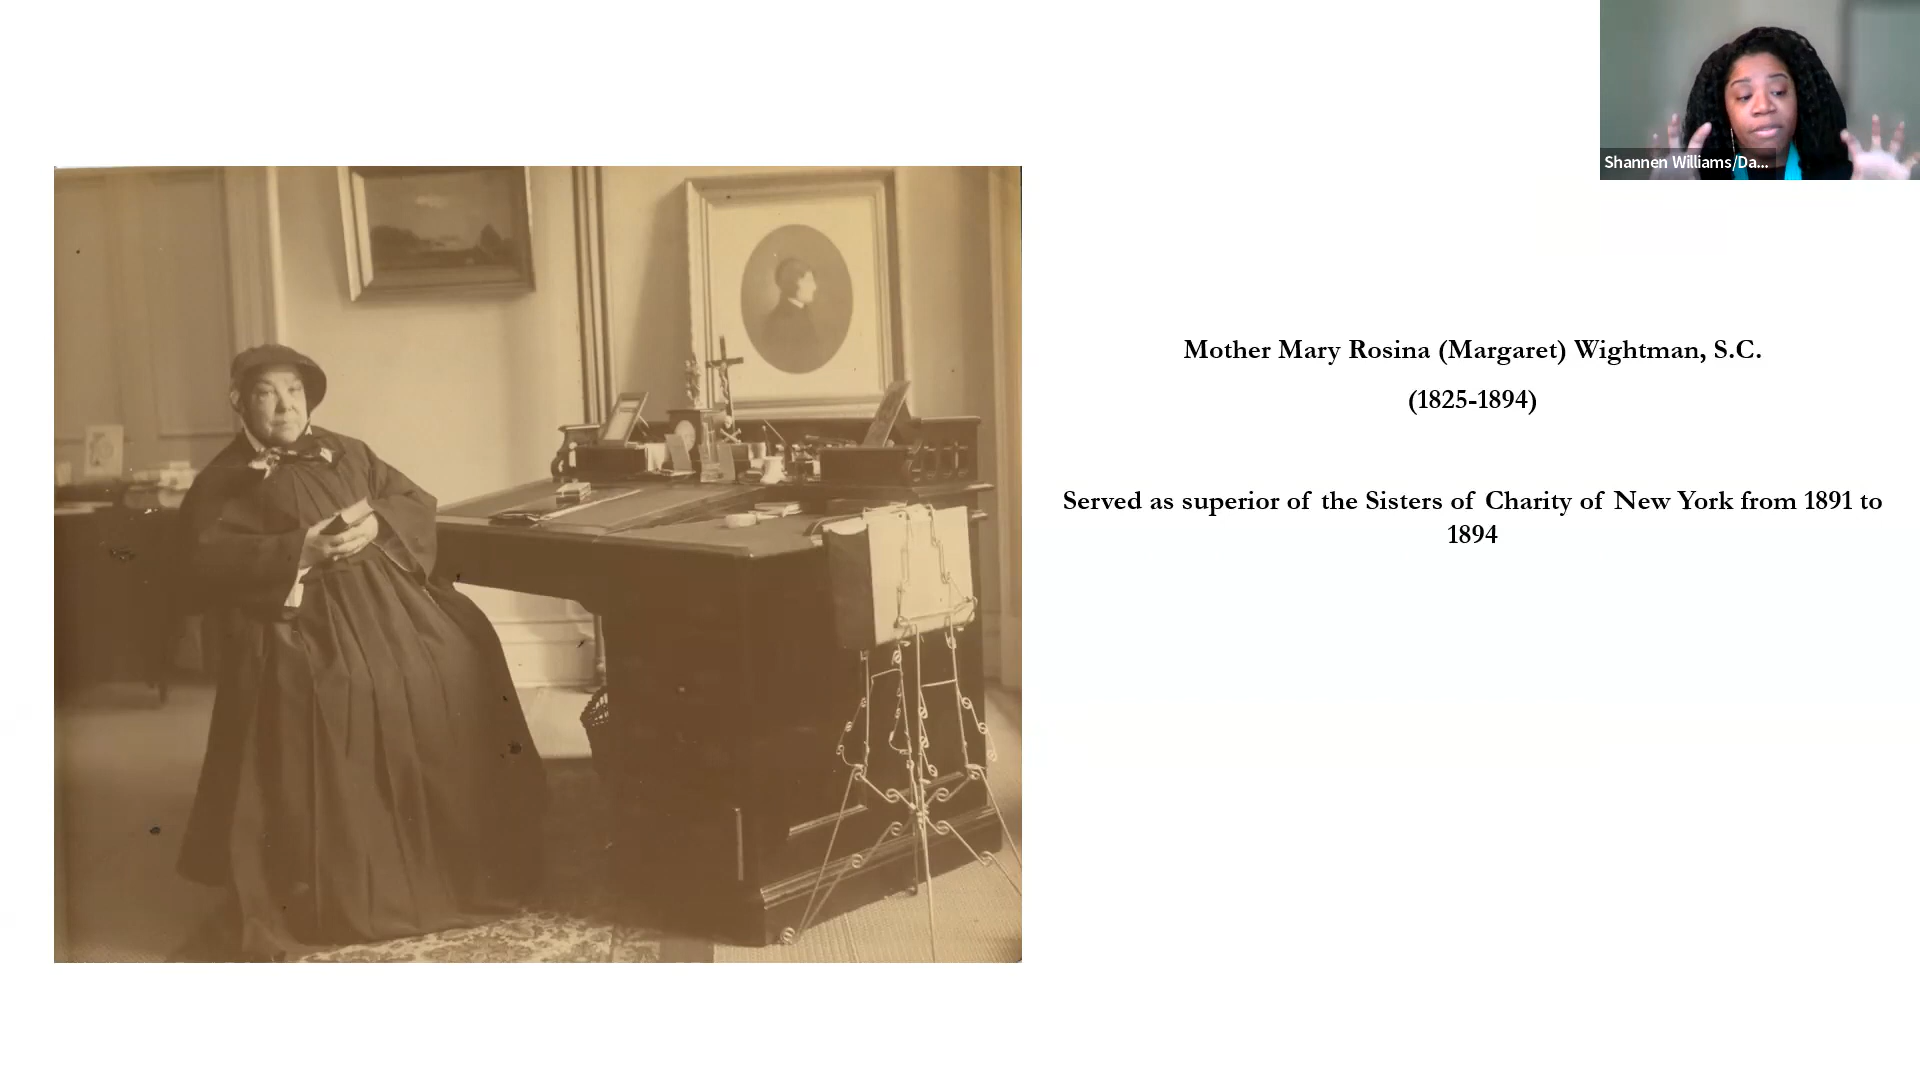 Shannen Williams/Da...
Mother Mary Rosina (Margaret) Wightman, S.C.
(1825-1894)
Served as superior of the Sisters of Charity of New York from 1891 to
1894